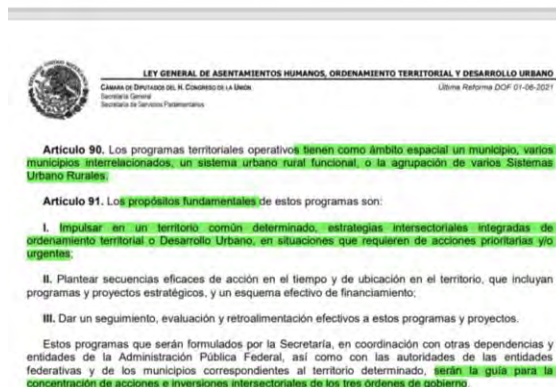 LEY GENERAL DE ASENTAMIENTOS HUMANOS, ORDENAMIENTO TERRITORIAL Y DESARROLLO URBANO
CÁMARA DE DIPUTADOS DEL H. CONGRESO DE LA UNIÓN
Última Reforma DOF 01-06-2021
Secretaría General
Secretaría de Servicios Parlamentarios
Artículo 90. Los programas territoriales operativos tienen como ámbito espacial un municipio, varios
municipios interrelacionados, un sistema urbano rural funcional, o la agrupación de varios Sistemas
Urbano Rurales.
Artículo 91. Los propósitos fundamentales de estos programas son:
I. Impulsar en un territorio común determinado, estrategias intersectoriales integradas de
ordenamiento territorial o Desarrollo Urbano, en situaciones que requieren de acciones prioritarias y/o
urgentes;
II. Plantear secuencias eficaces de acción en el tiempo y de ubicación en el territorio, que incluyan
programas y proyectos estratégicos, y un esquema efectivo de financiamiento;
III. Dar un seguimiento, evaluación y retroalimentación efectivos a estos programas y proyectos.
Estos programas que serán formulados por la Secretaría, en coordinación con otras dependencias y
entidades de la Administración Pública Federal, así como con las autoridades de las entidades
federativas y de los municipios correspondientes al territorio determinado, serán la guía para la
concentración de acciones e inversiones intersectoriales de los tres órdenes de gobierno.